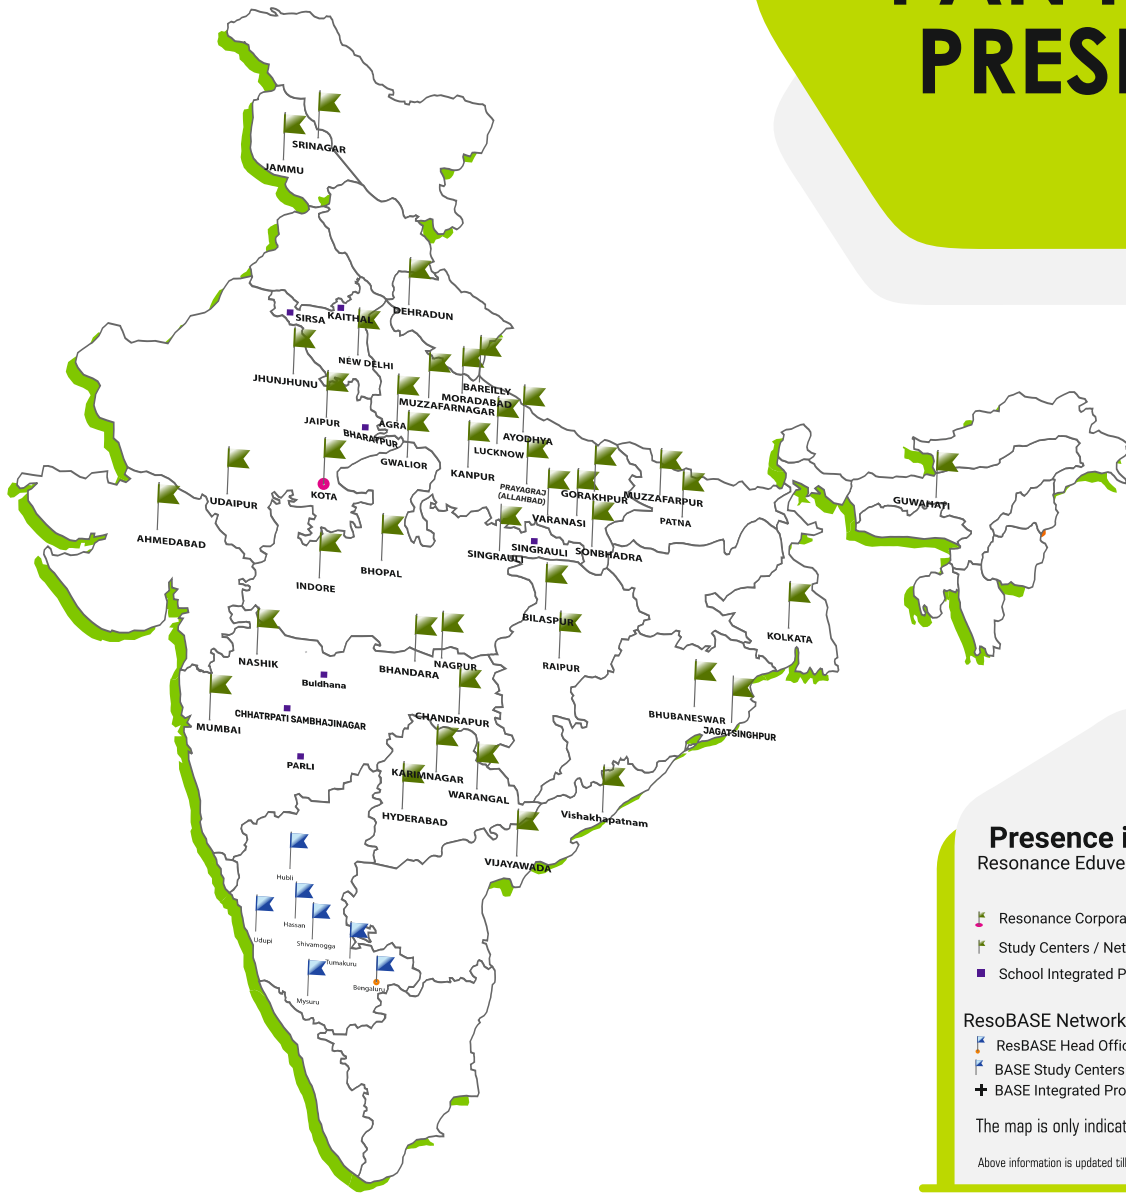 PRES
SRINAGAR
JAMMU
DEHRADUN
SIRSA
KAITHAL
NEW DELHI
JHUNJHUNU
BAREILLY
MORADABAD
MUZZAFARNAGAR
JAIPUR
AGRA
BHARATPUR
AYODHYA
LUCKNOW
GWALIOR
KANPUR
KOTA
UDAIPUR
PRAYAGRAJ
(ALLAHBAD)
GORAKHPUR
MUZZAFARPUR
GUWAHATI
VARANASI
PATNA
AHMEDABAD
SINGRAULI
SINGRAULI
SONBHADRA
BHOPAL
INDORE
BILASPUR
KOLKATA
NASHIK
BHANDARA
NAGPUR
RAIPUR
Buldhana
CHHATRPATI SAMBHAJINAGAR
CHANDRAPUR
BHUBANESWAR
MUMBAI
JAGATSINGHPUR
PARLI
KARIMNAGAR
WARANGAL
HYDERABAD
Vishakhapatnam
VIJAYAWADA
Hubli
Hassan
Udupi
Shivamogga
Tumakuru
Bengaluru
Mysuru
Presence i
Resonance Eduve
Resonance Corpora
Study Centers / Net
School Integrated P
ResoBASE Network
ResBASE Head Offic
BASE Study Centers
BASE Integrated Pro
The map is only indicat
Above information is updated till